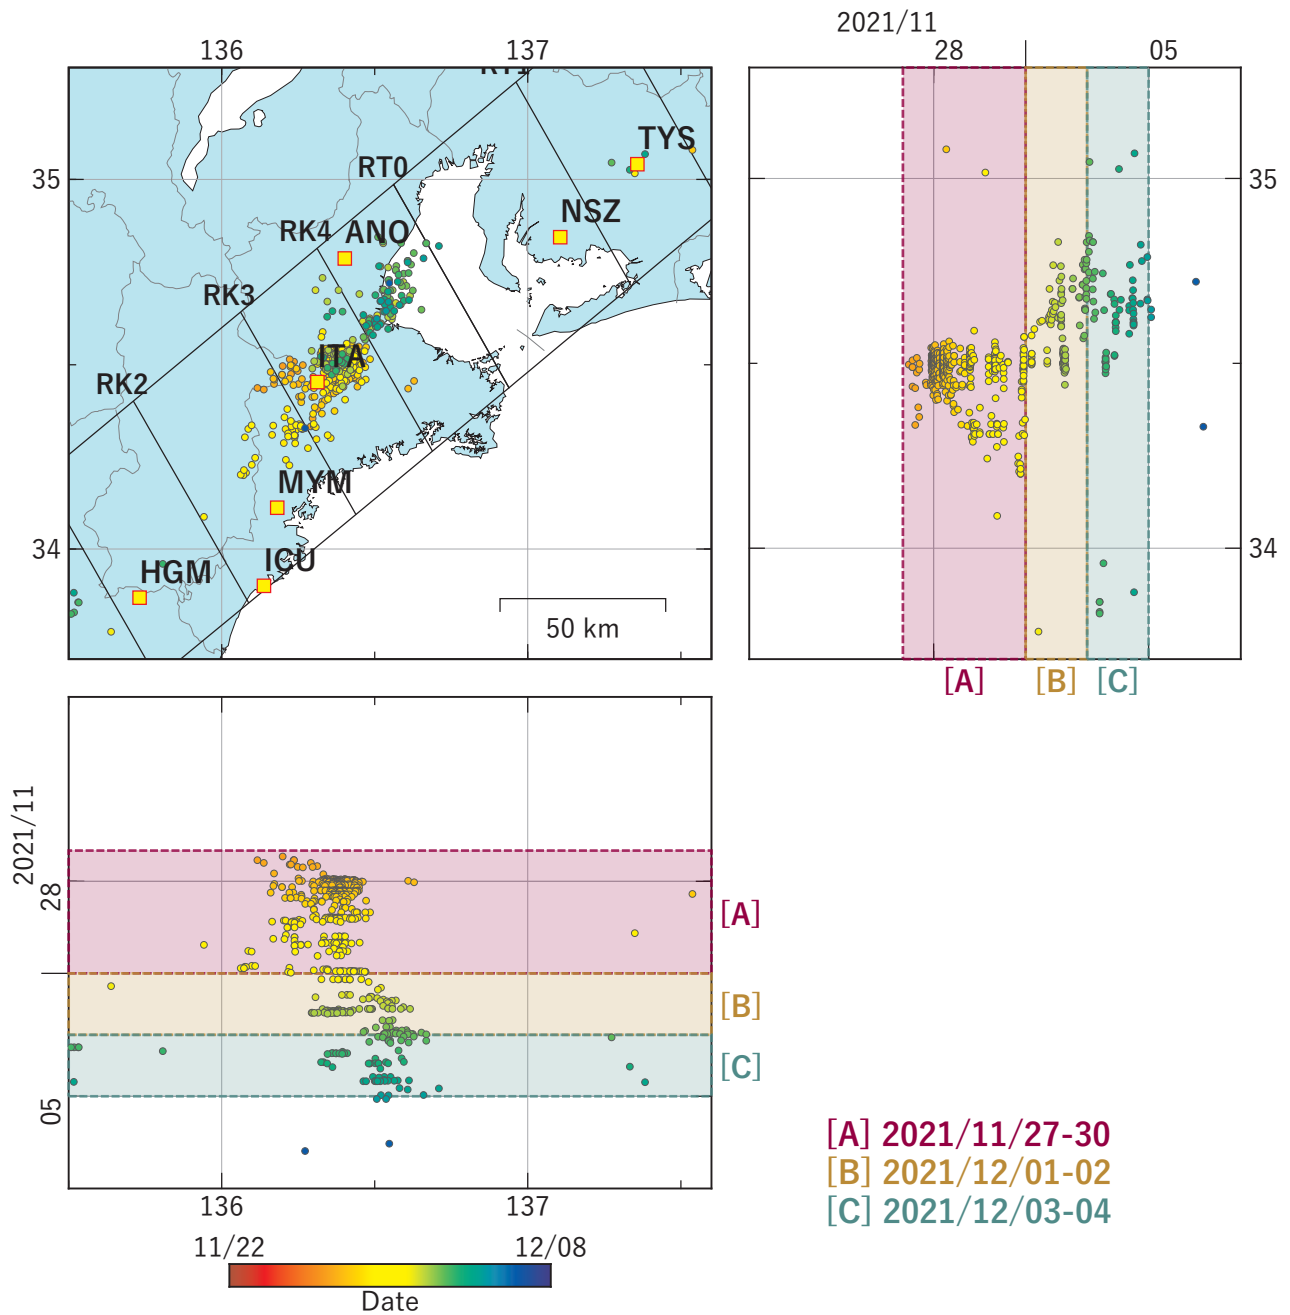 2021/11
136
137
28
05
RT1
TYS
RT0
35
35
NSZ
RK4
ANO
RK3
ITA
RK2
MYM
34
34
HGM
ICU
50 km
[A]
[B]
[C]
2021/11
28
[A]
[B]
[C]
05
[A] 2021/11/27-30
[B] 2021/12/01-02
[C] 2021/12/03-04
136
137
11/22
12/08
Date